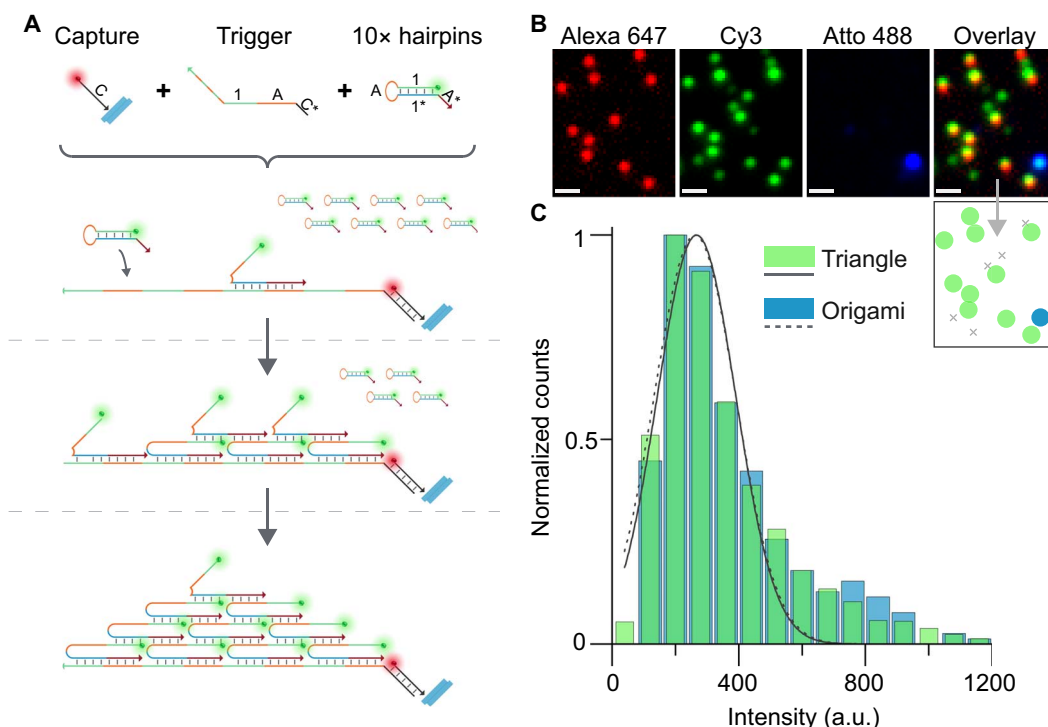 A
Capture
Trigger
10× hairpins
C
+
1
A
C*
+
A
1
1*
A*
B
Alexa 647
Cy3
Atto 488
Overlay
C
Triangle
Origami
1
0.5
0
Normalized counts
0
400
800
1200
Intensity (a.u.)